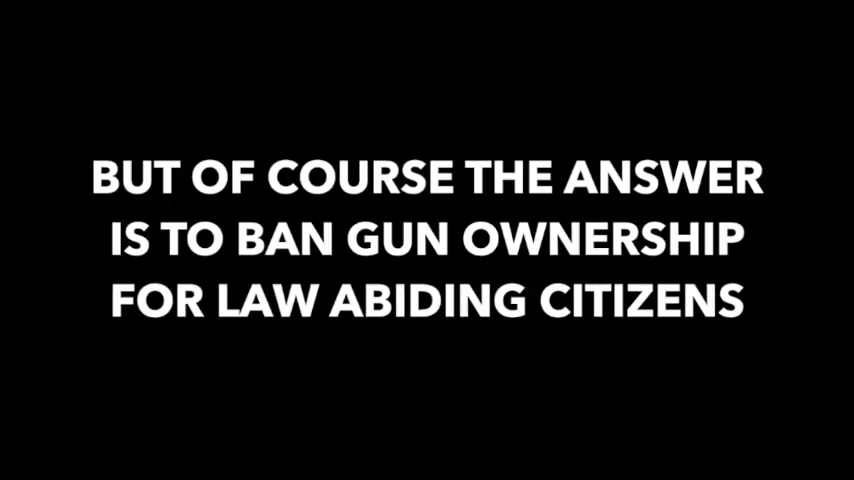 BUT OF COURSE THE ANSWER
IS TO BAN GUN OWNERSHIP
FOR LAW ABIDING CITIZENS